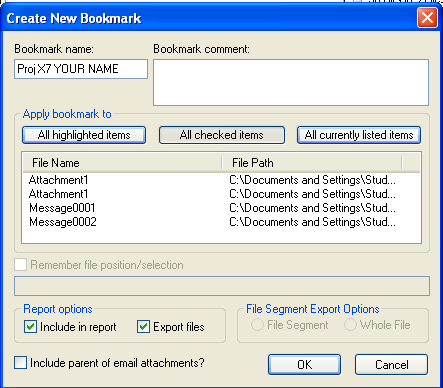 Create New Bookmark
Bookmark name:
Bookmark comment:
Proj X7 YOUR NAME
Apply bookmark to
All highlighted items
All checked items
All currently listed items
File Name
File Path
Attachment1
C:\Documents and Settings\Stud...
Attachment1
C:\Documents and Settings\Stud...
Message0001
C:\Documents and Settings\Stud...
Message0002
C:\Documents and Settings\Stud...
Remember file position/selection
Report options
File Segment Export Options
Include in report
Export files
File Segment
Whole File
Include parent of email attachments?
OK
Cancel